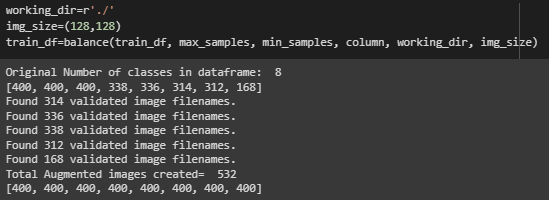 working_dir=r'./'
img_size=(128,128)
train_df=balance(train_df, max_samples, min_samples, column, working_dir, img_size)
Original Number of classes in dataframe:  8
[400, 400, 400, 338, 336, 314, 312, 168]
Found 314 validated image filenames.
Found 336 validated image filenames.
Found 338 validated image filenames.
Found 312 validated image filenames.
Found 168 validated image filenames.
Total Augmented images created=  532
[400, 400, 400, 400, 400, 400, 400, 400]